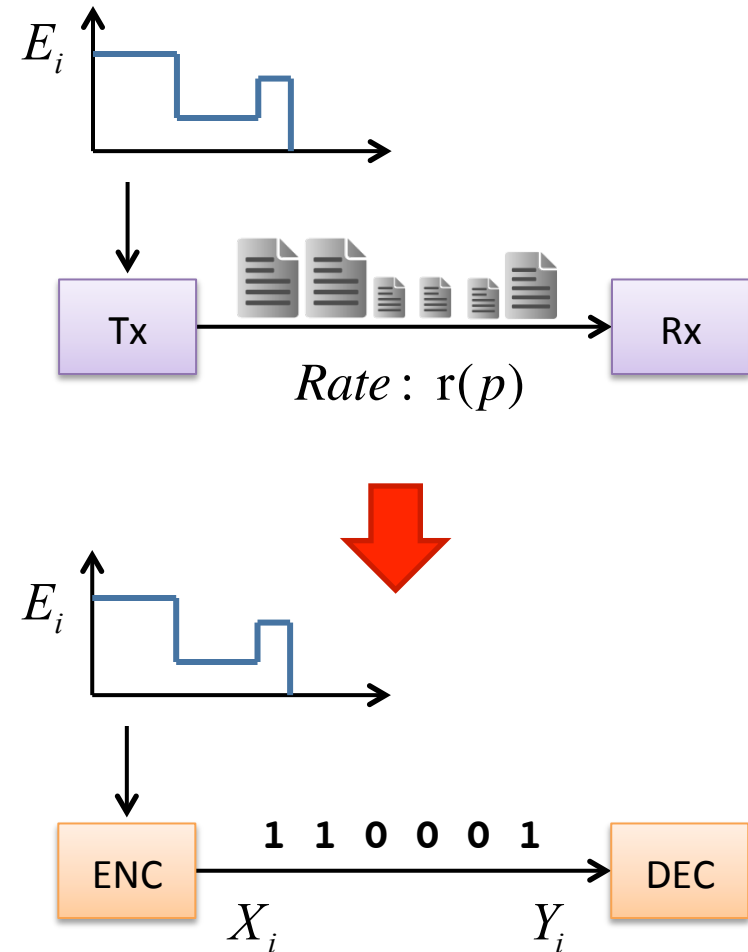 E_i
Tx
Rx
Rate: r(p)
E_i
1 1 0 0 0 1
ENC
DEC
X_i
Y_i